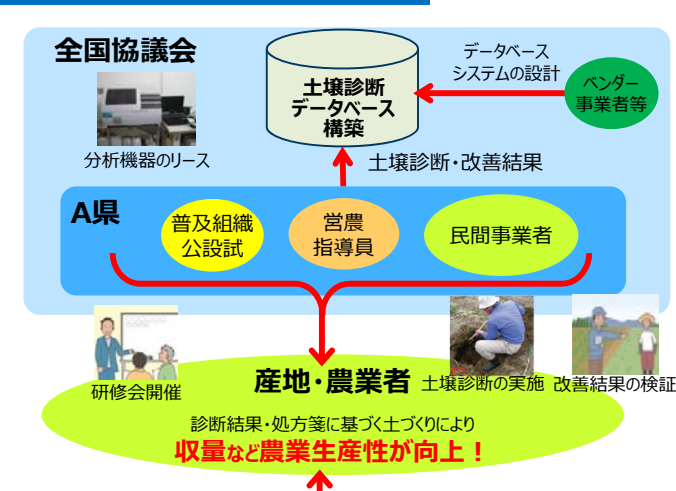 全国協議会
土壌診断
データベース
構築
データベース
システムの設計
ベンダー
事業者等
分析機器のリース
土壌診断・改善結果
A県
普及組織
公設試
営農
指導員
民間事業者
研修会開催
産地・農業者
土壌診断の実施
改善結果の検証
診断結果・処方箋に基づく土づくりにより
収量など農業生産性が向上！